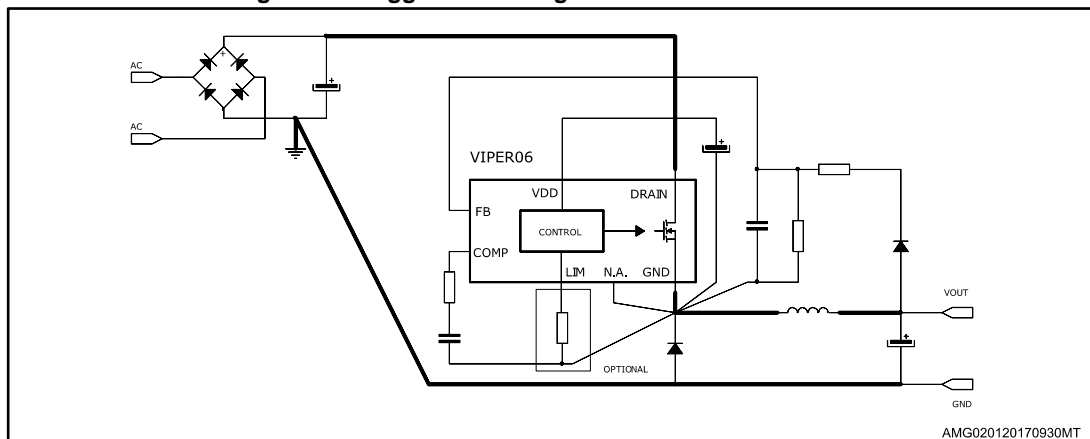 AC
AC
VIPER06
VDD
DRAIN
FB
CONTROL
COMP
LIM
N.A.
GND
VOUT
OPTIONAL
GND
AMG020120170930MT